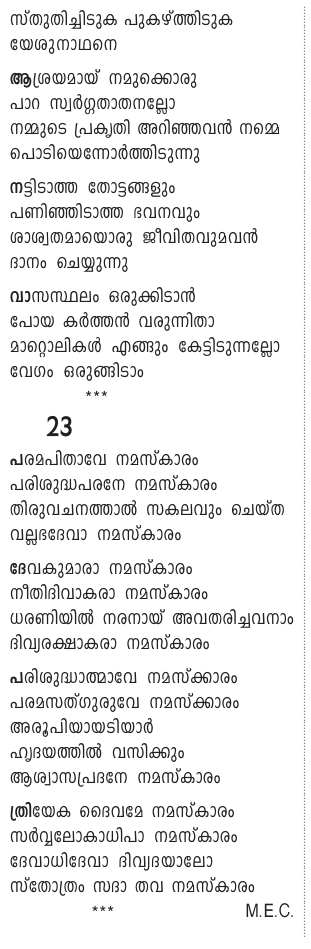 സ്തുതിച്ചിടുക പുകഴ്ത്തിടുക
യേശുനാഥനെ
ആശ്രയമായ് നമുക്കൊരു
പാറ സ്വർഗ്ഗതാതനല്ലോ
നമ്മുടെ പ്രകൃതി അറിഞ്ഞവൻ നമ്മെ
പൊടിയെന്നോർത്തിടുന്നു
നട്ടിടാത്ത തോട്ടങ്ങളും
പണിഞ്ഞിടാത്ത ഭവനവും
ശാശ്വതമായൊരു ജീവിതവുമവൻ
ദാനം ചെയ്യുന്നു
വാസസ്ഥലം ഒരുക്കിടാൻ
പോയ കർത്തൻ വരുന്നിതാ
മാറ്റൊലികൾ എങ്ങും കേട്ടിടുന്നല്ലോ
വേഗം ഒരുങ്ങിടാം
***
23
പരമപിതാവേ നമസ്കാരം
പരിശുദ്ധപരനേ നമസ്കാരം
തിരുവചനത്താൽ സകലവും ചെയ്ത
വല്ലഭദേവാ നമസ്കാരം
ദേവകുമാരാ നമസ്കാരം
നീതിദിവാകരാ നമസ്കാരം
ധരണിയിൽ നരനായ് അവതരിച്ചവനാം
ദിവ്യരക്ഷാകരാ നമസ്കാരം
പരിശുദ്ധാത്മാവേ നമസ്ക്കാരം
പരമസത്ഗുരുവേ നമസ്ക്കാരം
അരൂപിയായടിയാർ
ഹൃദയത്തിൽ വസിക്കും
ആശ്വാസപ്രദനേ നമസ്കാരം
ത്രിയേക ദൈവമേ നമസ്കാരം
സർവ്വലോകാധിപാ നമസ്കാരം
ദേവാധിദേവാ ദിവ്യദയാലോ
സ്തോത്രം സദാ തവ നമസ്കാരം
*** M.E.C.